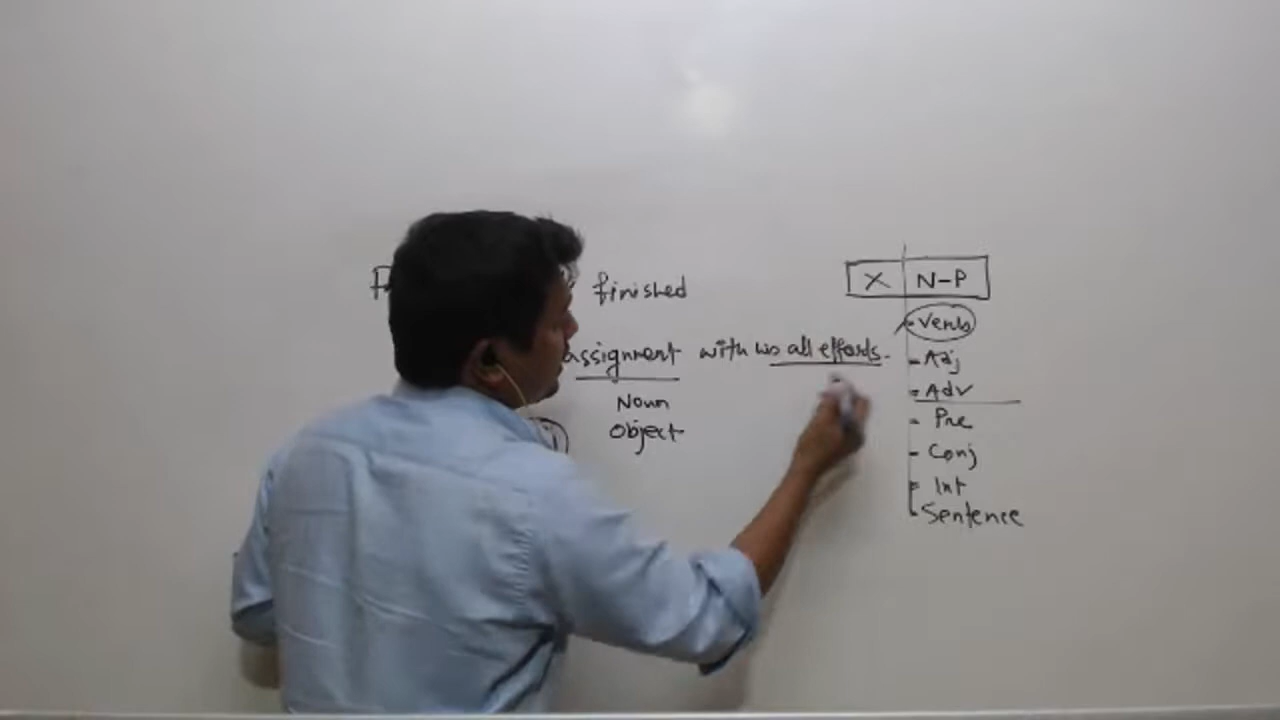 finished
assignment with his all efforts.
Noun
Object
X N-P
- Verb
- Adj
- Adv
- Pre
- Conj
- Int
- Sentence